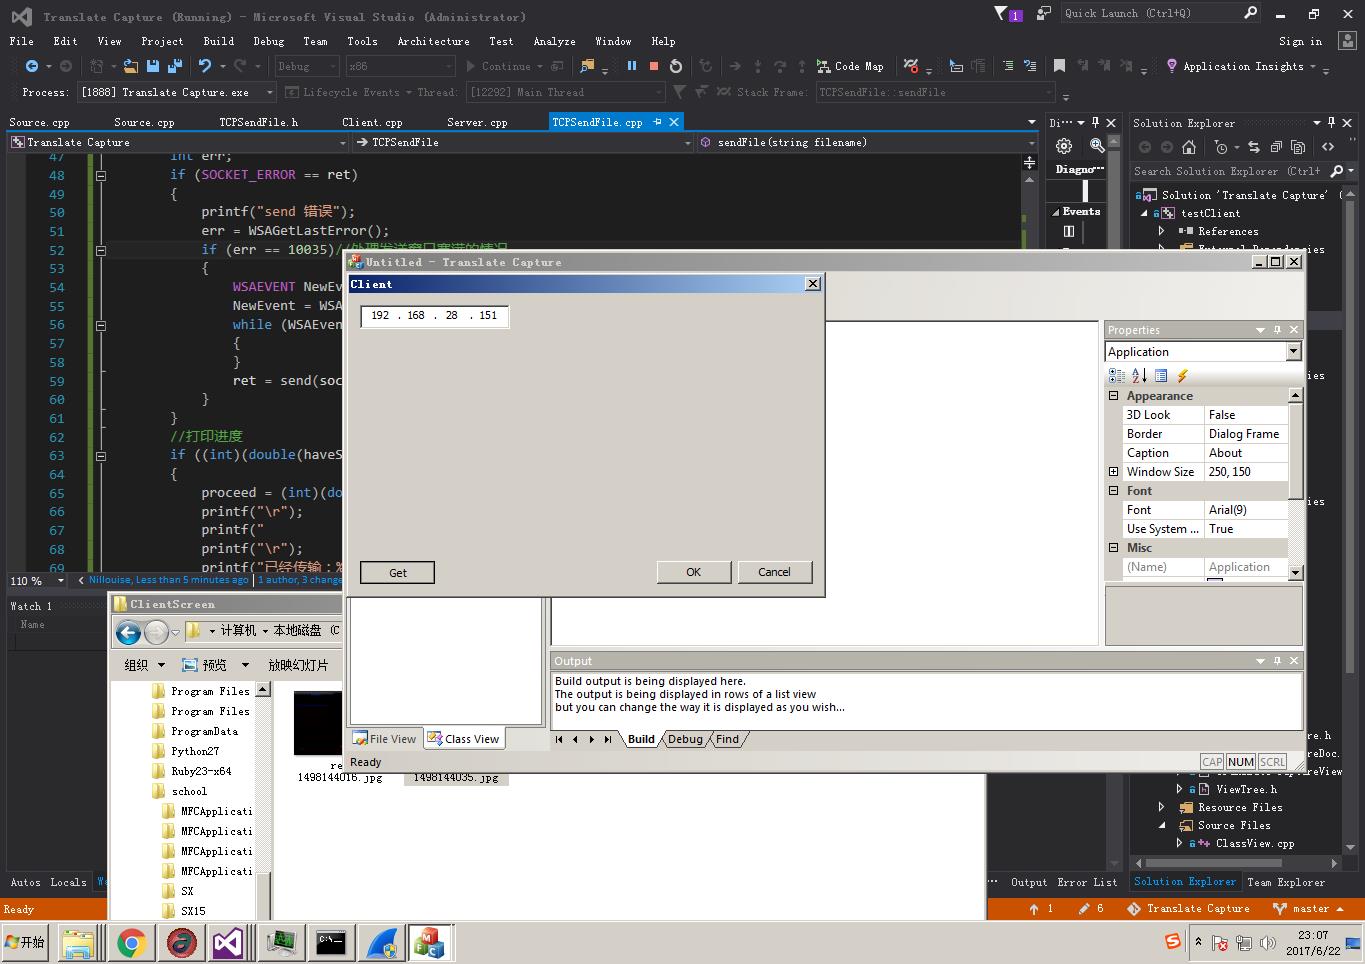 Translate Capture (Running) - Microsoft Visual Studio (Administrator)
1
Quick Launch (Ctrl+Q)
File Edit View Project Build Debug Team Tools Architecture Test Analyze Window Help
Sign in
Debug x86 Continue Code Map Application Insights
Process: [1888] Translate Capture.exe Lifecycle Events Thread: [12292] Main Thread Stack Frame: TCPSendFile::sendFile
Source.cpp Source.cpp TCPSendFile.h Client.cpp Server.cpp TCPSendFile.cpp
Translate Capture TCPSendFile sendFile(string filename)
47 int err;
48 if (SOCKET_ERROR == ret)
49 {
50 printf("send 错误");
51 err = WSAGetLastError();
52 if (err == 10035)//处理发送窗口塞满的情况
53 {
54 WSAEVENT NewEv
55 NewEvent = WSA
56 while (WSAEven
57 {
58 }
59 ret = send(soc
60 }
61 }
62 //打印进度
63 if ((int)(double(haveS
64 {
65 proceed = (int)(do
66 printf("\r");
67 printf("
68 printf("\r");
69 printf("已经传输：%
110 %
Nillouise, Less than 5 minutes ago | 1 author, 3 change
Watch 1
Name
Autos Locals Wa
Ready
Di…
Diagno…
Events
Solution Explorer
Search Solution Explorer (Ctrl+
Solution 'Translate Capture' (
testClient
References
External Dependencies
ies
ies
e.h
reDoc.
Translate CaptureView
ViewTree.h
Resource Files
Source Files
ClassView.cpp
Output Error List
Solution Explorer Team Explorer
1 6 Translate Capture master
Untitled - Translate Capture
Client
192 . 168 . 28 . 151
Get OK Cancel
Properties
Application
Appearance
3D Look False
Border Dialog Frame
Caption About
Window Size 250, 150
Font
Font Arial(9)
Use System ... True
Misc
(Name) Application
Output
Build output is being displayed here.
The output is being displayed in rows of a list view
but you can change the way it is displayed as you wish...
File View Class View
Build Debug Find
Ready
CAP NUM SCRL
ClientScreen
计算机 本地磁盘 (C
组织 预览 放映幻灯片
Program Files
Program Files
ProgramData
Python27
Ruby23-x64
school
MFCApplicati
MFCApplicati
MFCApplicati
MFCApplicati
SX
SX15
re
1498144016.jpg 1498144035.jpg
开始
23:07
2017/6/22